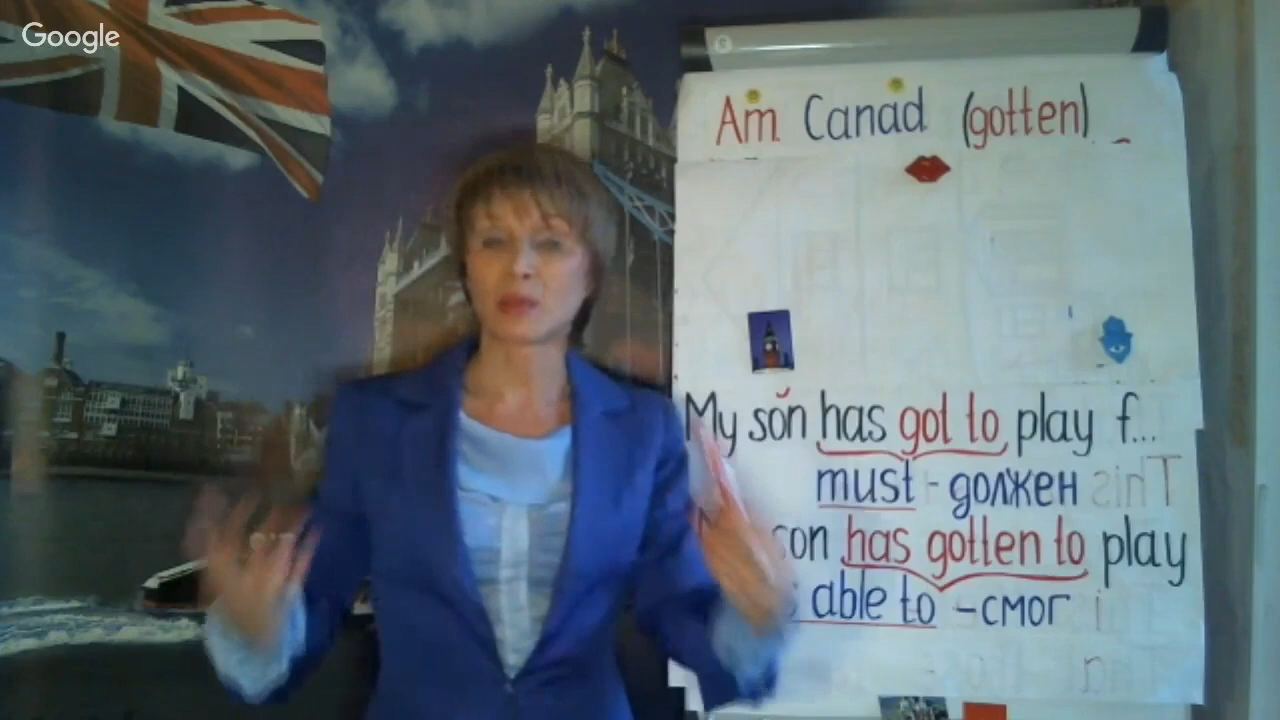 Google
Am. Canad (gotten)
My són has got to play f...
must - должен
son has gotten to play
able to - смог